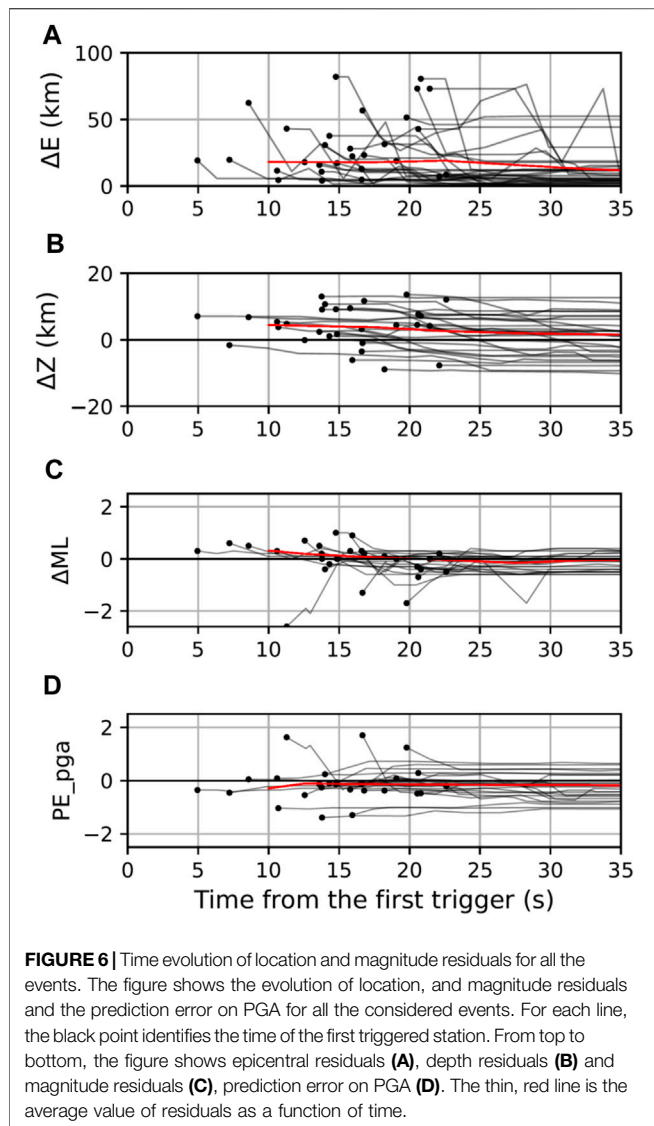 A
100
50
0
ΔE (km)
0 5 10 15 20 25 30 35
B
20
0
−20
ΔZ (km)
0 5 10 15 20 25 30 35
C
2
0
−2
ΔML
0 5 10 15 20 25 30 35
D
2
0
−2
PE_pga
0 5 10 15 20 25 30 35
Time from the first trigger (s)
FIGURE 6 | Time evolution of location and magnitude residuals for all the
events. The figure shows the evolution of location, and magnitude residuals
and the prediction error on PGA for all the considered events. For each line,
the black point identifies the time of the first triggered station. From top to
bottom, the figure shows epicentral residuals (A), depth residuals (B) and
magnitude residuals (C), prediction error on PGA (D). The thin, red line is the
average value of residuals as a function of time.